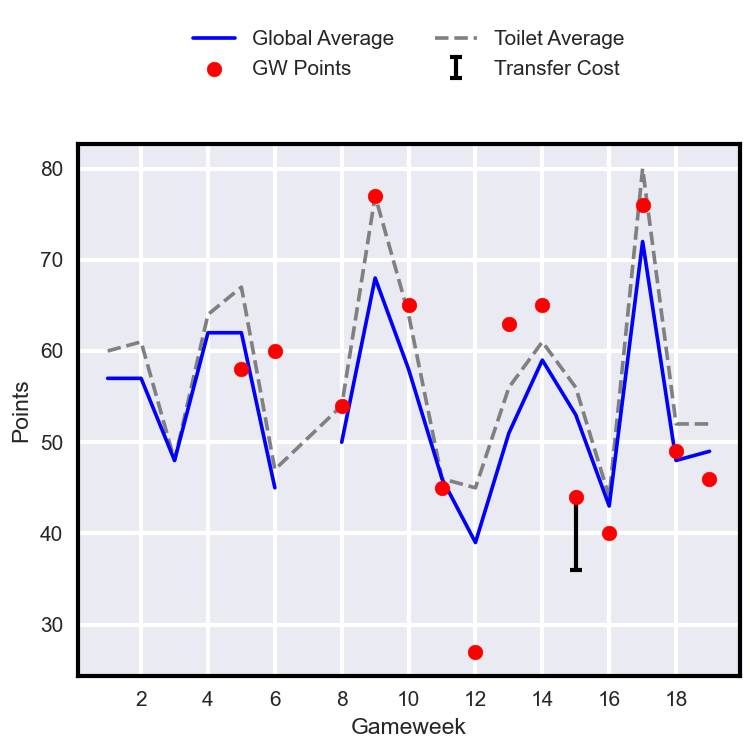 Global Average
Toilet Average
GW Points
Transfer Cost
80
70
60
50
40
30
Points
2 4 6 8 10 12 14 16 18
Gameweek